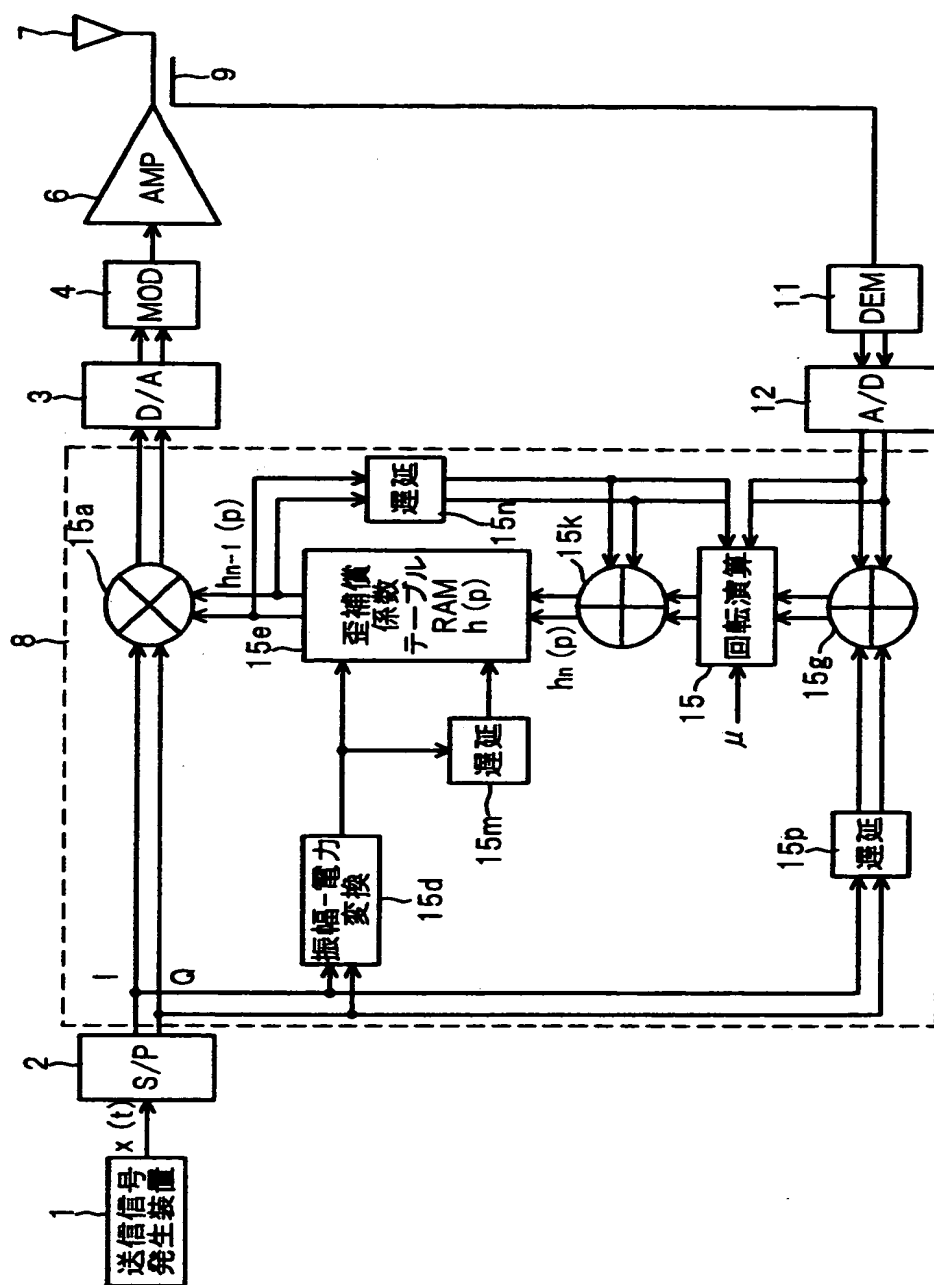 1
送信信号
発生装置
x(t)
2
S/P
8
I
Q
15a
3
D/A
4
MOD
6
AMP
7
9
hn-1(p)
15e
歪補償
係数
テーブル
RAM
h(p)
遅延
15n
振幅-電力
変換
15d
遅延
15m
hn(p)
15k
15
回転演算
μ
15g
15p
遅延
12
A/D
11
DEM